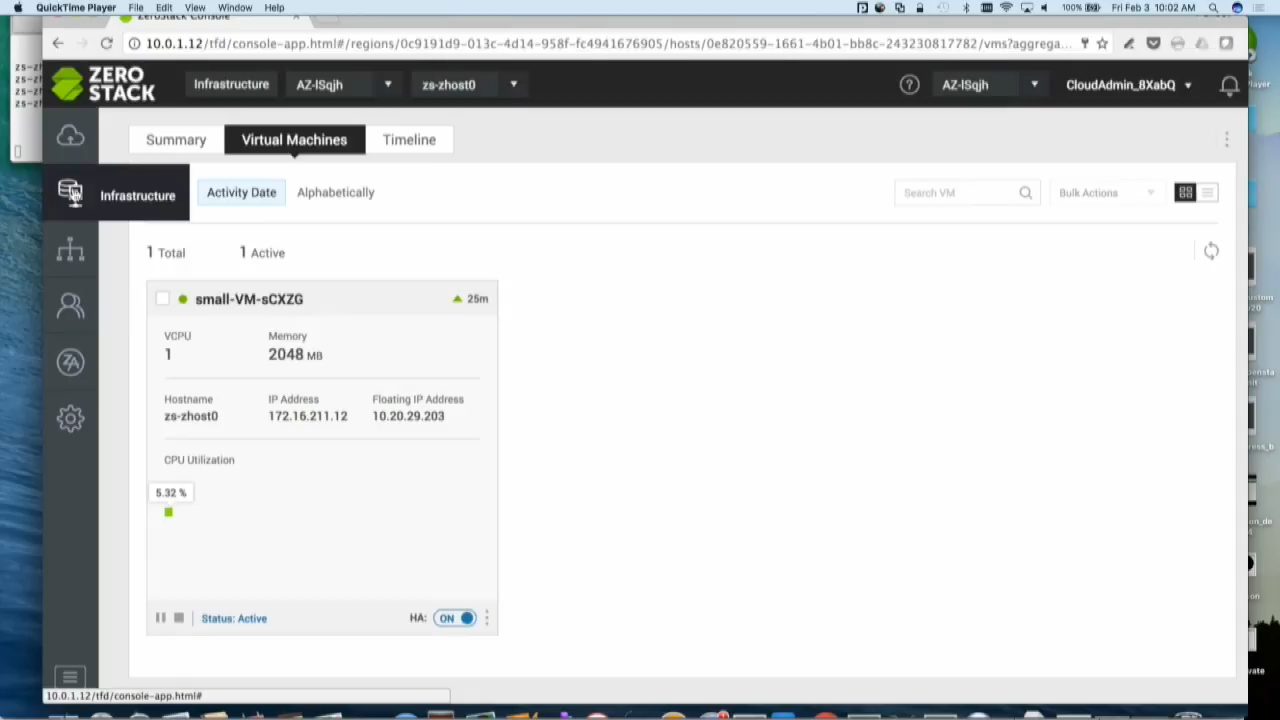 QuickTime Player File Edit View Window Help
100% Fri Feb 3 10:02 AM
ZeroStack Console
10.0.1.12/tfd/console-app.html#/regions/0c9191d9-013c-4d14-958f-fc4941676905/hosts/0e820559-1661-4b01-bb8c-243230817782/vms?aggrega...
ZERO
STACK
Infrastructure
AZ-lSqjh
zs-zhost0
AZ-lSqjh
CloudAdmin_8XabQ
Summary
Virtual Machines
Timeline
Infrastructure
Activity Date
Alphabetically
Search VM
Bulk Actions
1 Total
1 Active
small-VM-sCXZG
25m
VCPU
1
Memory
2048 MB
Hostname
zs-zhost0
IP Address
172.16.211.12
Floating IP Address
10.20.29.203
CPU Utilization
5.32 %
Status: Active
HA:
ON
10.0.1.12/tfd/console-app.html#